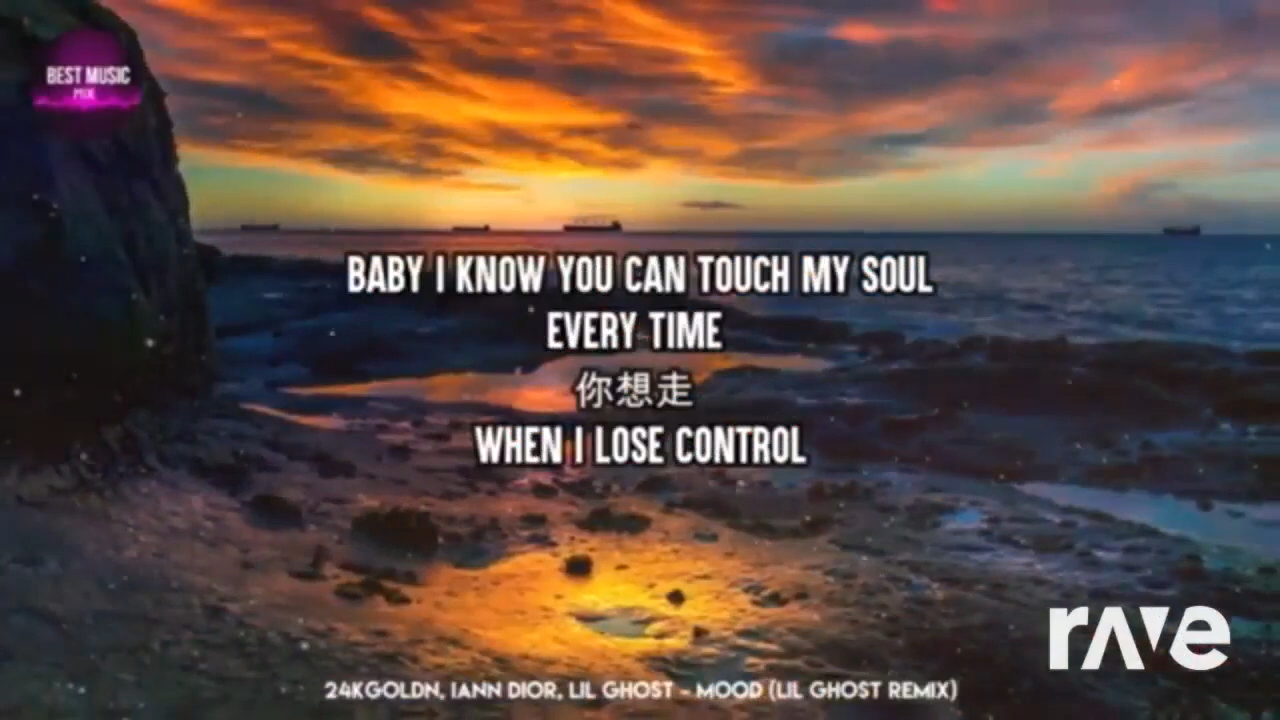 BEST MUSIC
MIX
BABY I KNOW YOU CAN TOUCH MY SOUL
EVERY TIME
你想走
WHEN I LOSE CONTROL
rave
24KGOLDN, IANN DIOR, LIL GHOST - MOOD (LIL GHOST REMIX)